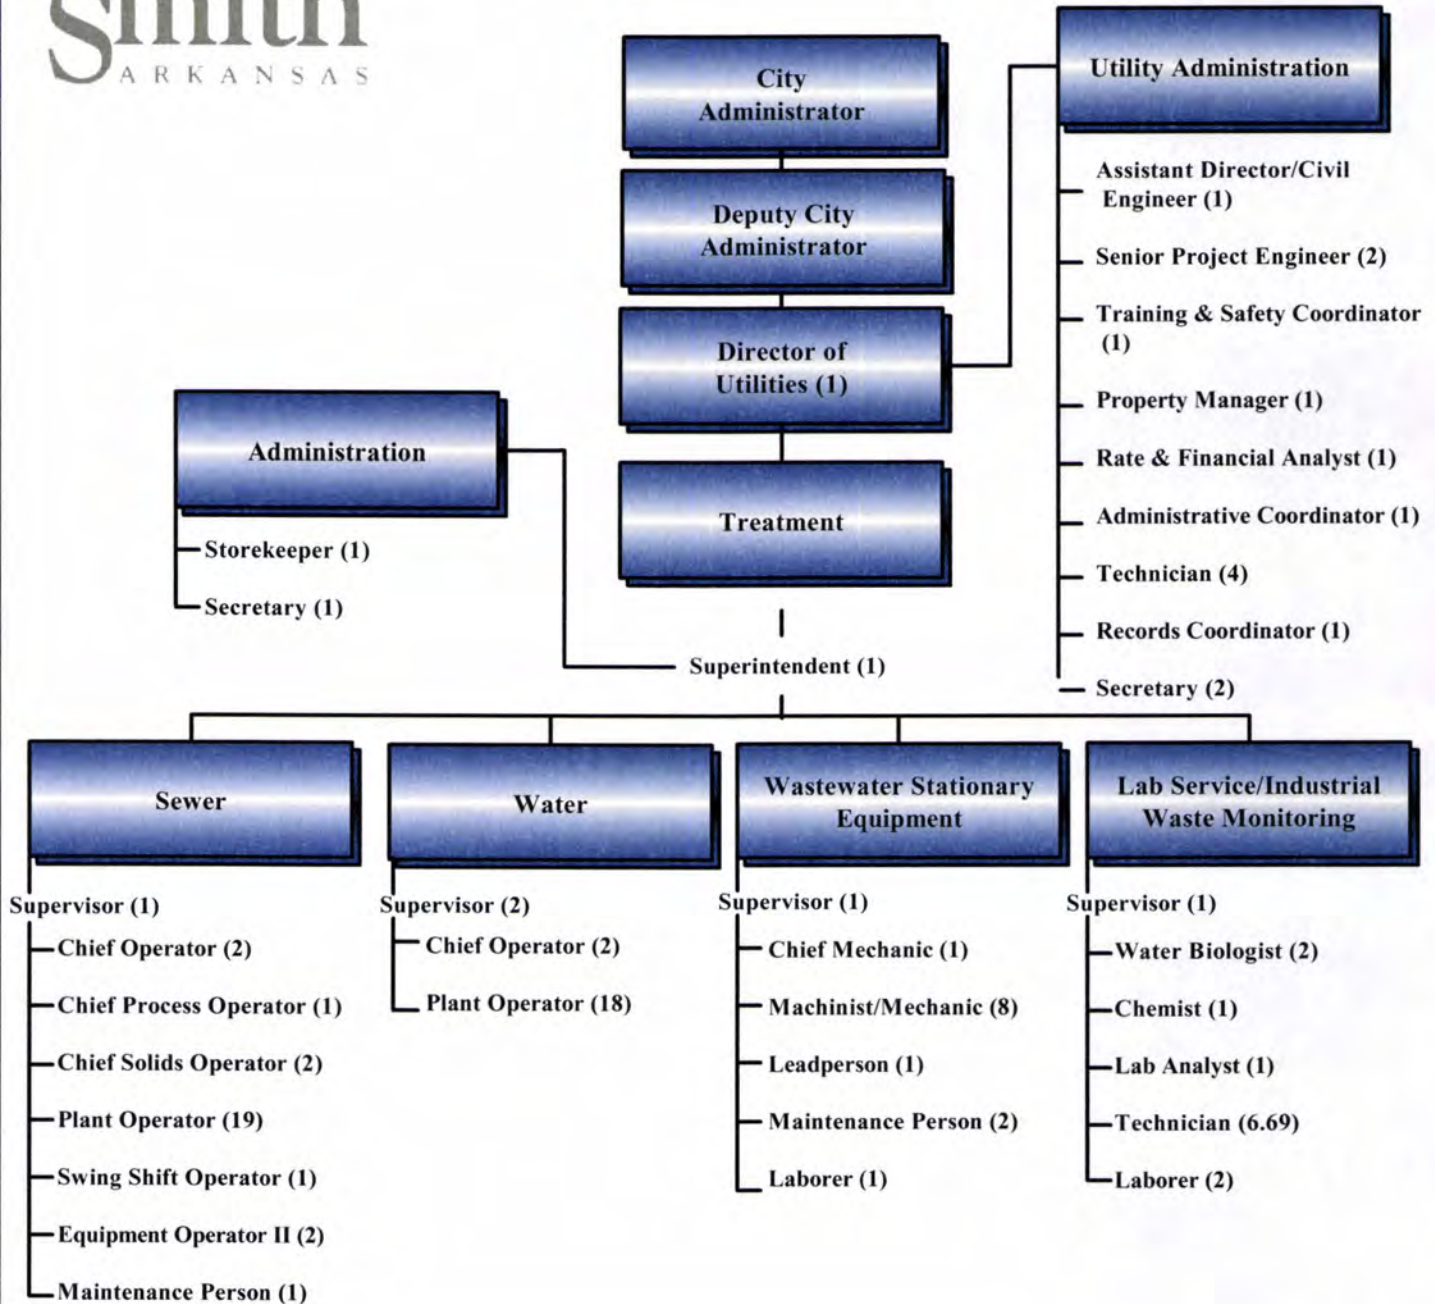 Smith
ARKANSAS
City
Administrator
Utility Administration
Deputy City
Administrator
Assistant Director/Civil
Engineer (1)
Senior Project Engineer (2)
Training & Safety Coordinator
(1)
Director of
Utilities (1)
Property Manager (1)
Administration
Rate & Financial Analyst (1)
Treatment
Administrative Coordinator (1)
Storekeeper (1)
Technician (4)
Secretary (1)
Records Coordinator (1)
Superintendent (1)
Secretary (2)
Sewer
Supervisor (1)
Chief Operator (2)
Chief Process Operator (1)
Chief Solids Operator (2)
Plant Operator (19)
Swing Shift Operator (1)
Equipment Operator II (2)
Maintenance Person (1)
Water
Supervisor (2)
Chief Operator (2)
Plant Operator (18)
Wastewater Stationary
Equipment
Supervisor (1)
Chief Mechanic (1)
Machinist/Mechanic (8)
Leadperson (1)
Maintenance Person (2)
Laborer (1)
Lab Service/Industrial
Waste Monitoring
Supervisor (1)
Water Biologist (2)
Chemist (1)
Lab Analyst (1)
Technician (6.69)
Laborer (2)